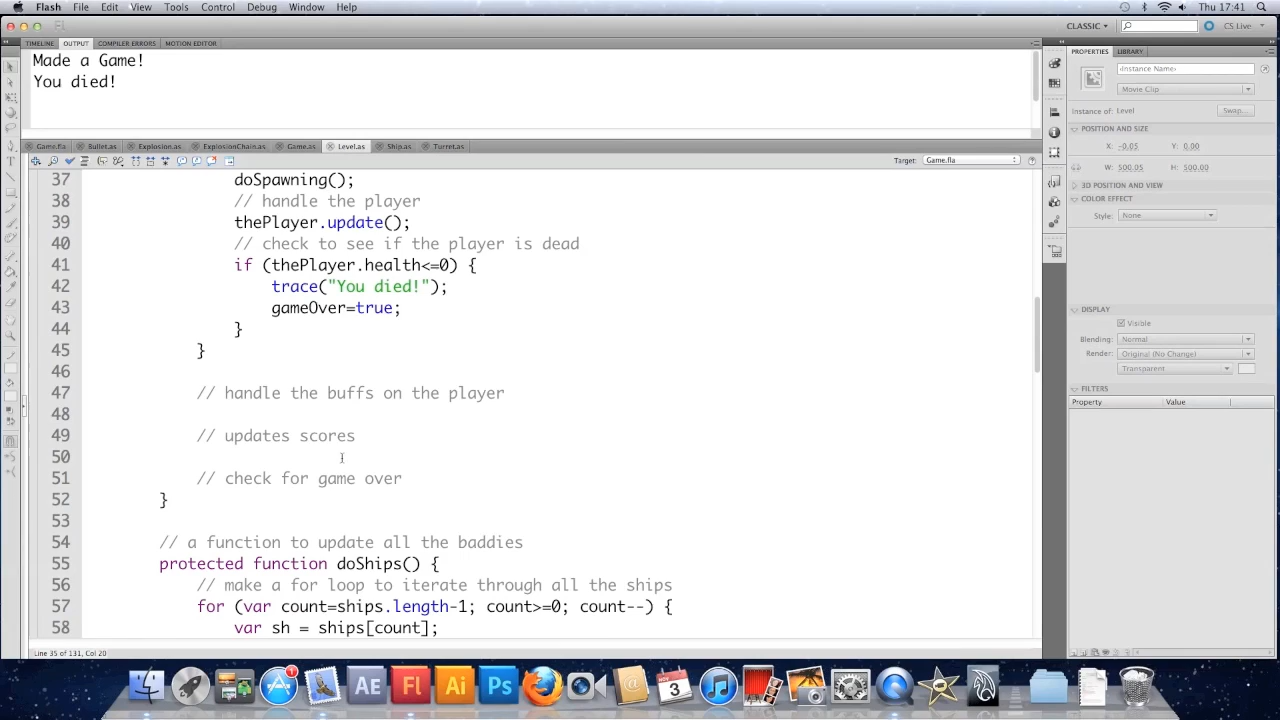 Flash File Edit View Tools Control Debug Window Help
Thu 17:41
CLASSIC
CS Live
TIMELINE OUTPUT COMPILER ERRORS MOTION EDITOR
Made a Game!
You died!
Game.fla Bullet.as Explosion.as ExplosionChain.as Game.as Level.as Ship.as Turret.as
Target: Game.fla
37 doSpawning();
38 // handle the player
39 thePlayer.update();
40 // check to see if the player is dead
41 if (thePlayer.health<=0) {
42 trace("You died!");
43 gameOver=true;
44 }
45 }
46
47 // handle the buffs on the player
48
49 // updates scores
50
51 // check for game over
52 }
53
54 // a function to update all the baddies
55 protected function doShips() {
56 // make a for loop to iterate through all the ships
57 for (var count=ships.length-1; count>=0; count--) {
58 var sh = ships[count];
Line 35 of 131, Col 20
PROPERTIES LIBRARY
<Instance Name>
Movie Clip
Instance of: Level Swap...
POSITION AND SIZE
X: -0.05 Y: 0.00
W: 500.05 H: 500.00
3D POSITION AND VIEW
COLOR EFFECT
Style: None
DISPLAY
Visible
Blending: Normal
Render: Original (No Change)
Transparent
FILTERS
Property Value
1
AE Fl Ai Ps
NOV
3